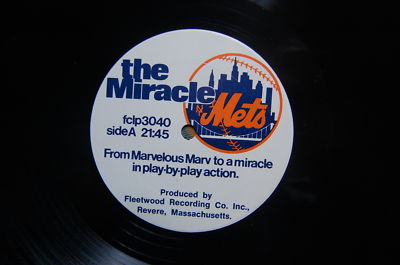 the
Miracle
Mets
fclp3040
sideA 21:45
From Marvelous Marv to a miracle
in play-by-play action.
Produced by
Fleetwood Recording Co. Inc.,
Revere, Massachusetts.